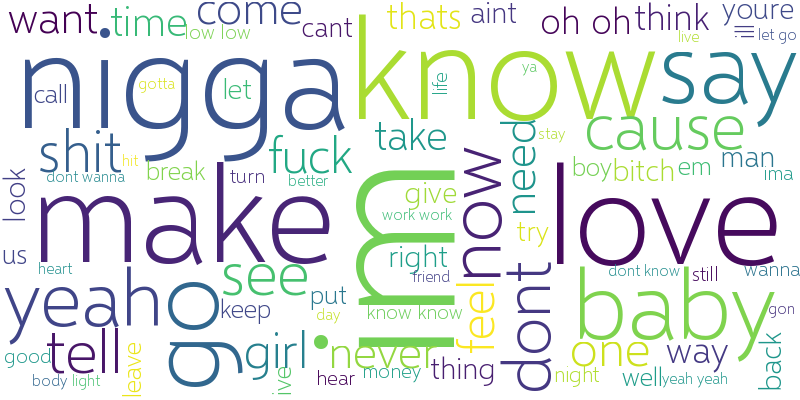 want
time
come
low low
cant
thats
aint
oh oh
think
youre
live
let go
nigga
know
say
call
gotta
let
life
ya
shit
hit
fuck
take
need
stay
cause
dont wanna
break
turn
better
boy
bitch
em
man
ima
look
make
im
give
work work
now
try
love
us
heart
see
right
friend
dont know
still
wanna
yeah
go
keep
put
day
know know
feel
dont
baby
gon
tell
girl
never
one
way
back
good
body
light
leave
ive
hear
money
thing
night
well
yeah yeah